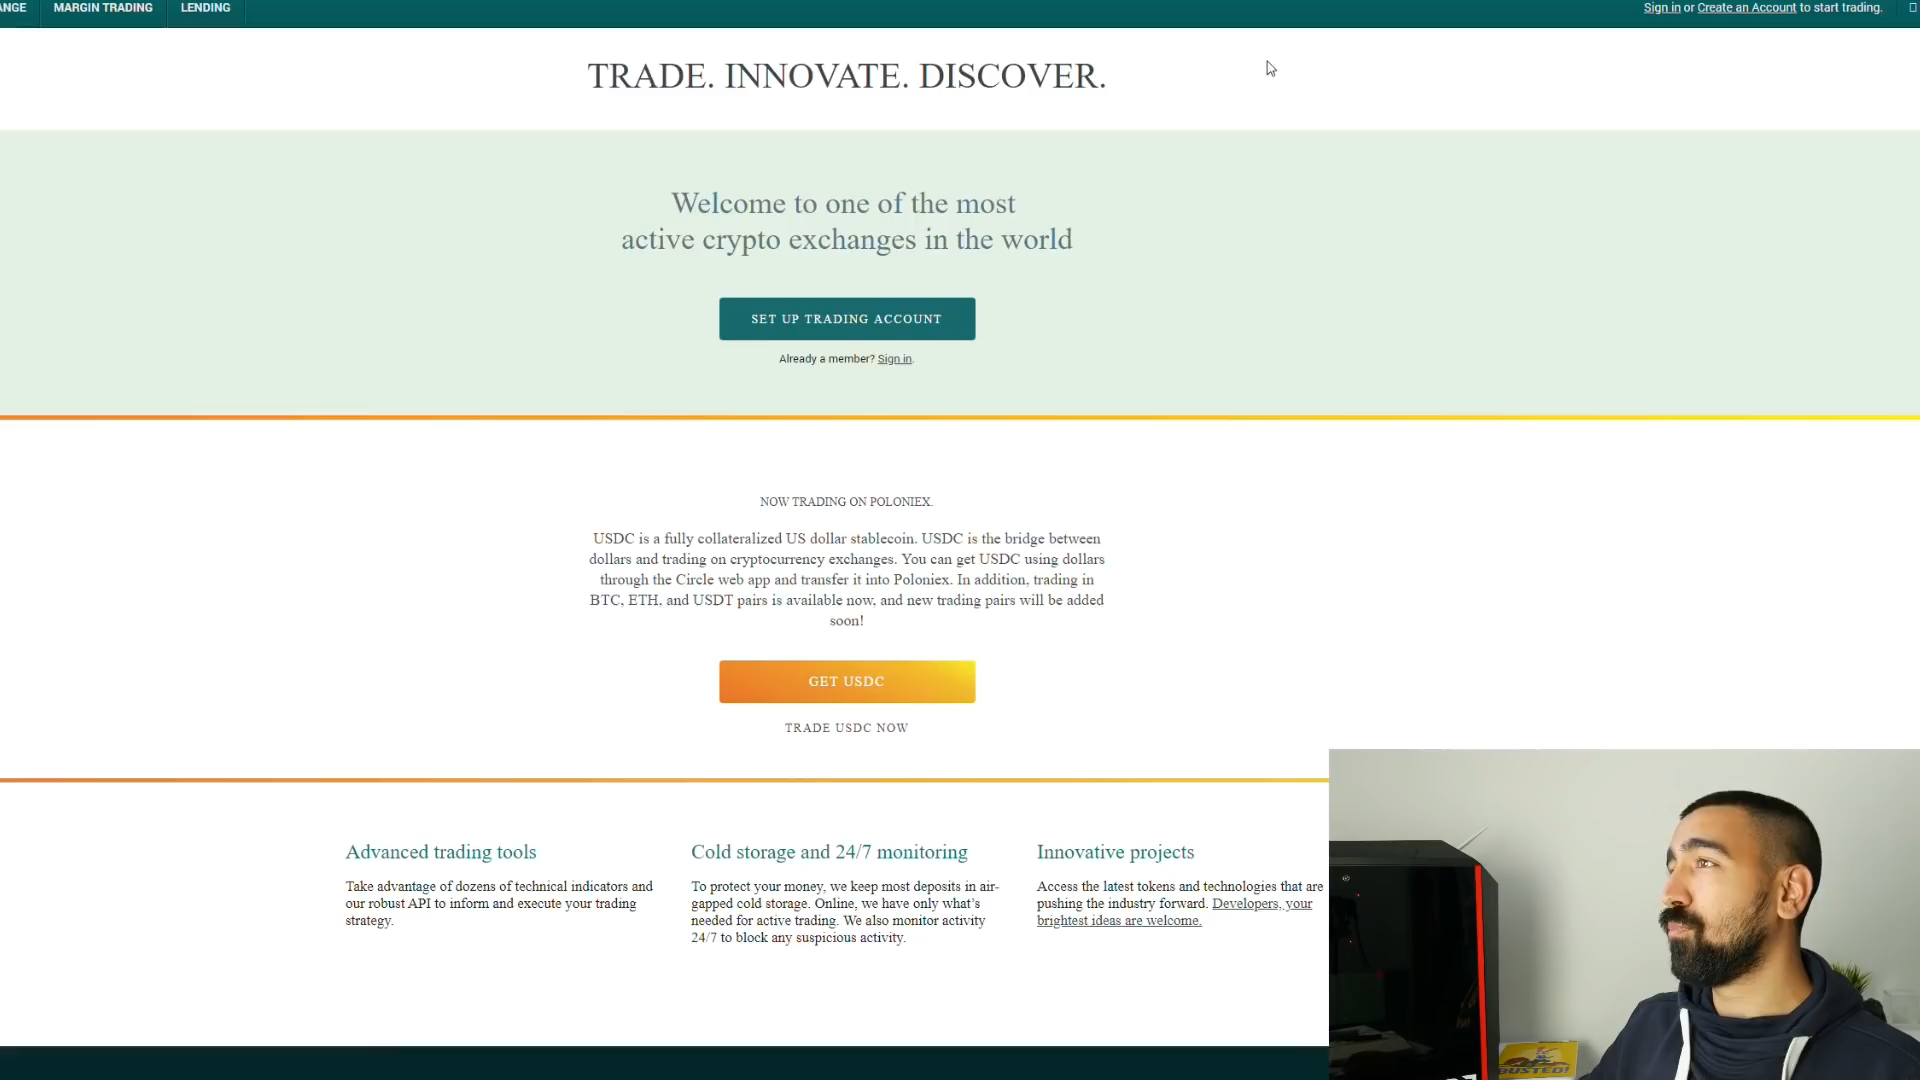 ANGE MARGIN TRADING LENDING Sign in or Create an Account to start trading.
TRADE. INNOVATE. DISCOVER.
Welcome to one of the most
active crypto exchanges in the world
SET UP TRADING ACCOUNT
Already a member? Sign in.
NOW TRADING ON POLONIEX.
USDC is a fully collateralized US dollar stablecoin. USDC is the bridge between
dollars and trading on cryptocurrency exchanges. You can get USDC using dollars
through the Circle web app and transfer it into Poloniex. In addition, trading in
BTC, ETH, and USDT pairs is available now, and new trading pairs will be added
soon!
GET USDC
TRADE USDC NOW
Advanced trading tools
Take advantage of dozens of technical indicators and
our robust API to inform and execute your trading
strategy.
Cold storage and 24/7 monitoring
To protect your money, we keep most deposits in air-
gapped cold storage. Online, we have only what's
needed for active trading. We also monitor activity
24/7 to block any suspicious activity.
Innovative projects
Access the latest tokens and technologies that are
pushing the industry forward. Developers, your
brightest ideas are welcome.
BUSTED!